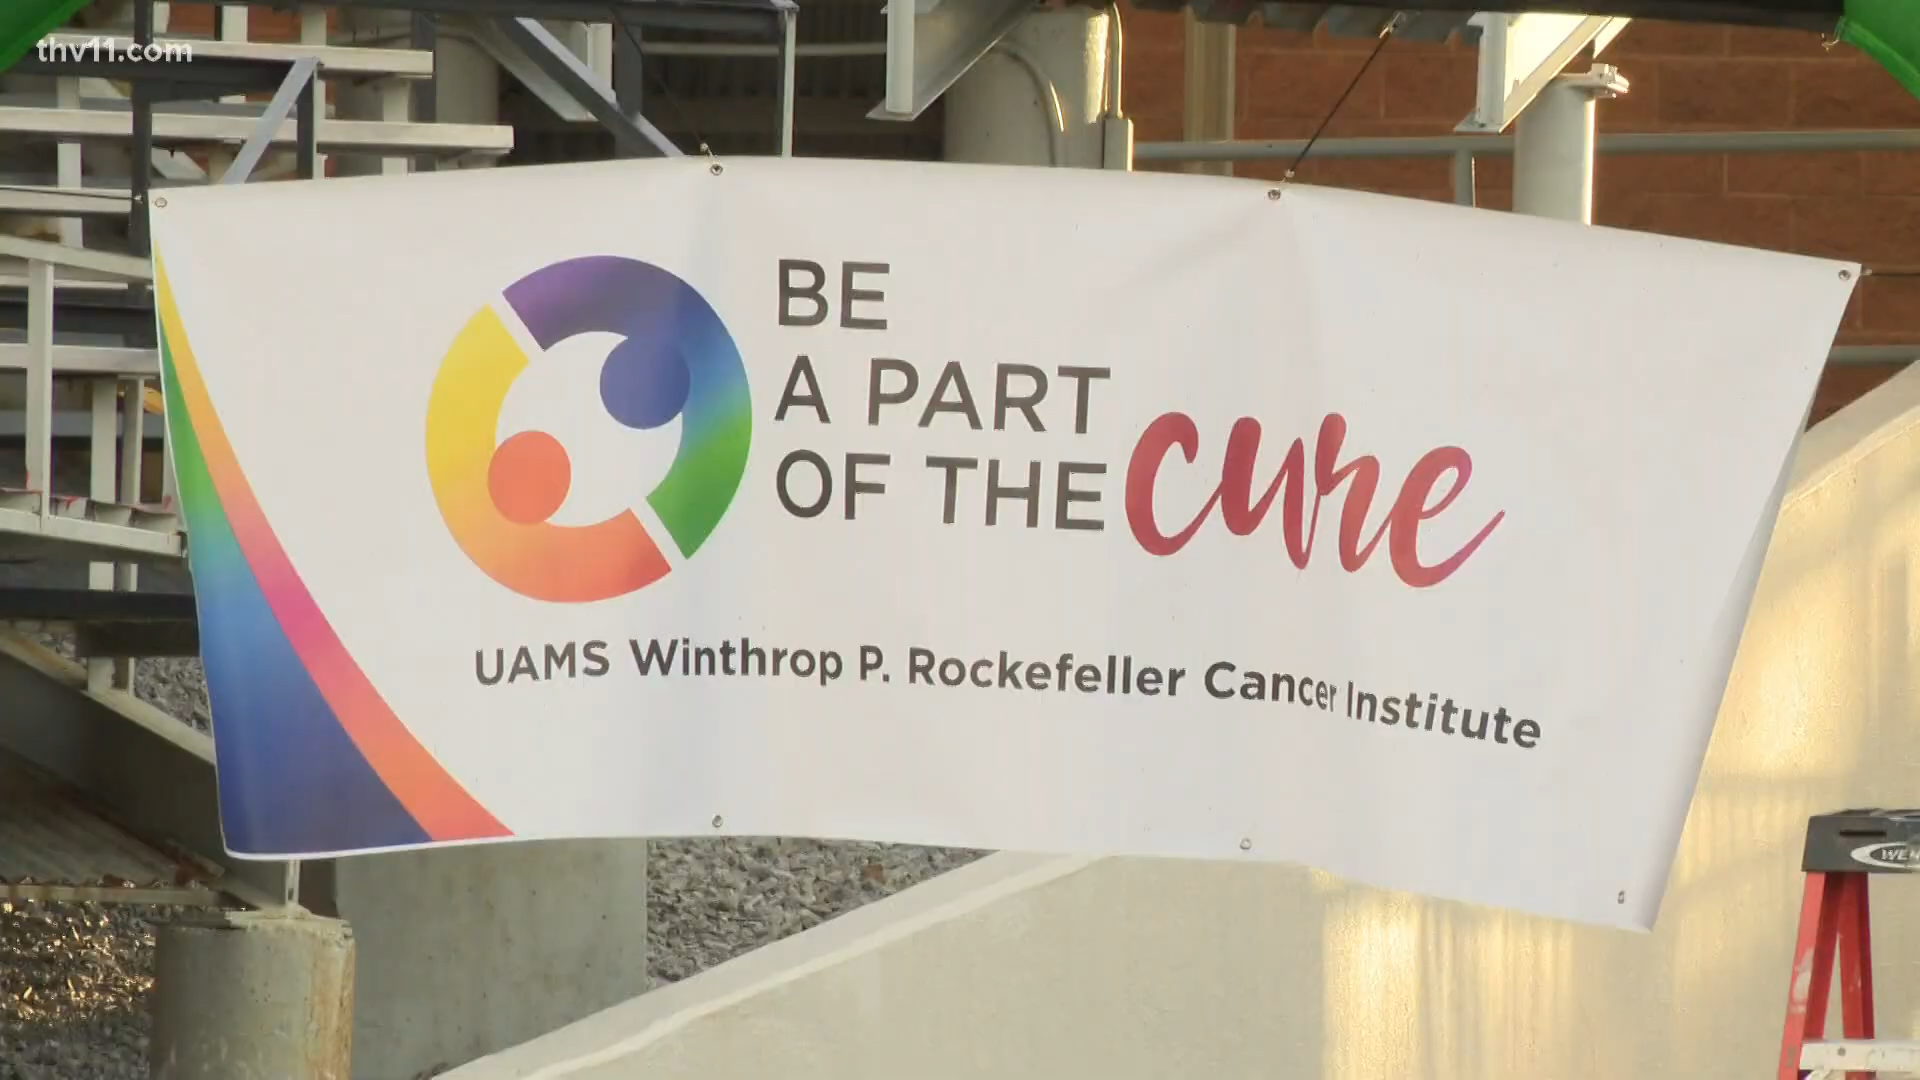 thv11.com
BE
A PART
OF THE cure
UAMS Winthrop P. Rockefeller Cancer Institute